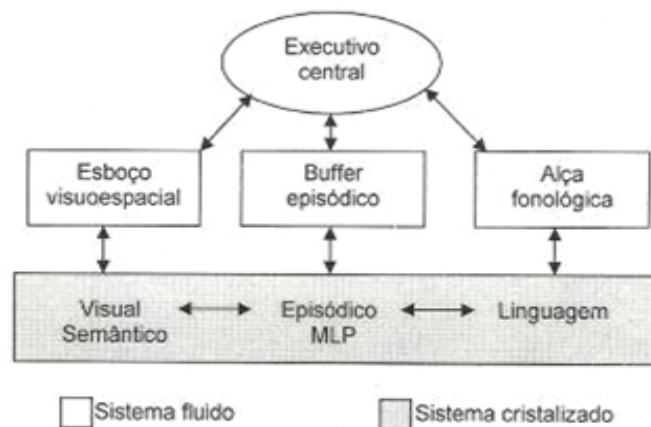 Executivo
central
Esboço
visuoespacial
Buffer
episódico
Alça
fonológica
Visual
Semântico
Episódico
MLP
Linguagem
Sistema fluido
Sistema cristalizado